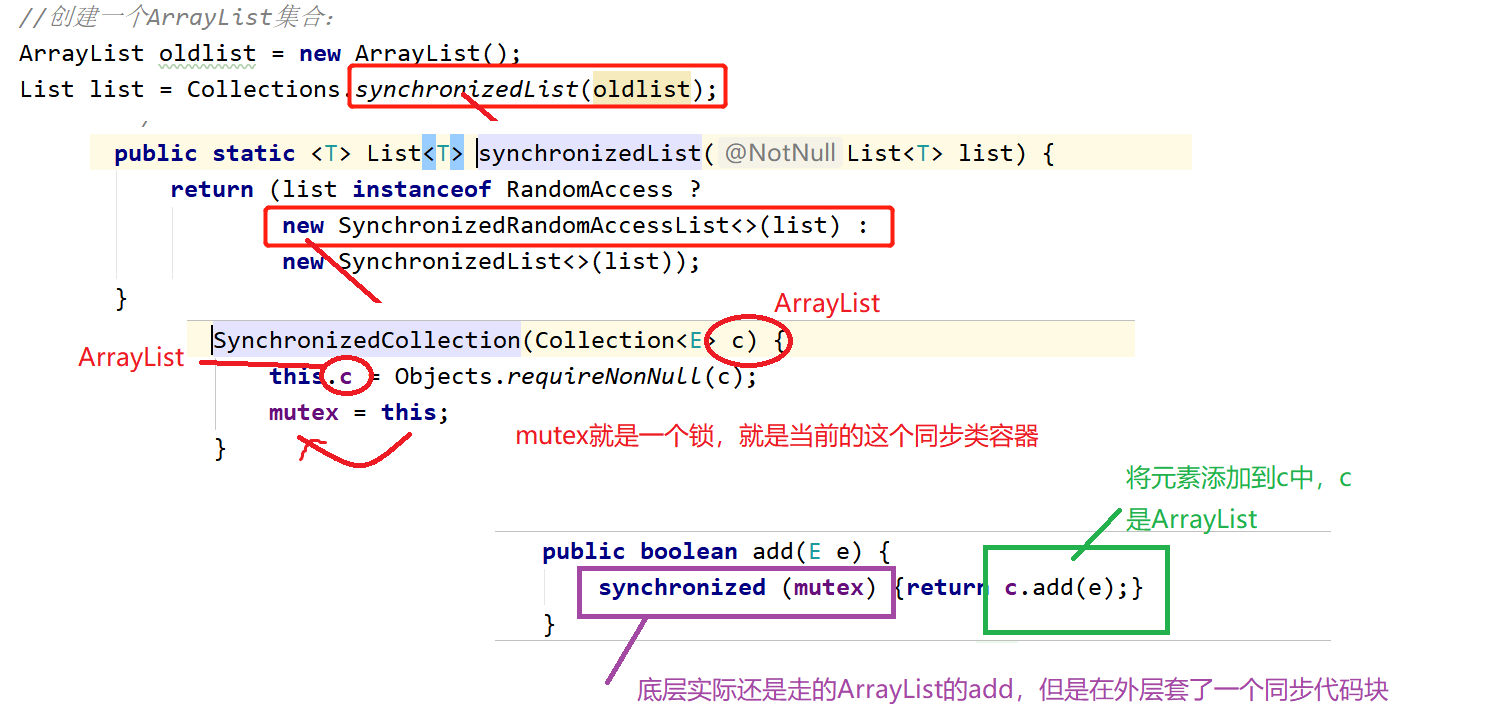 //创建一个ArrayList集合：
ArrayList oldlist = new ArrayList();
List list = Collections.synchronizedList(oldlist);
public static <T> List<T> synchronizedList( @NotNull List<T> list) {
return (list instanceof RandomAccess ?
new SynchronizedRandomAccessList<>(list) :
new SynchronizedList<>(list));
}
ArrayList
SynchronizedCollection(Collection<E> c) {
ArrayList
this.c = Objects.requireNonNull(c);
mutex = this;
}
mutex就是一个锁，就是当前的这个同步类容器
将元素添加到c中，c
是ArrayList
public boolean add(E e) {
synchronized (mutex) {return c.add(e);}
}
底层实际还是走的ArrayList的add，但是在外层套了一个同步代码块